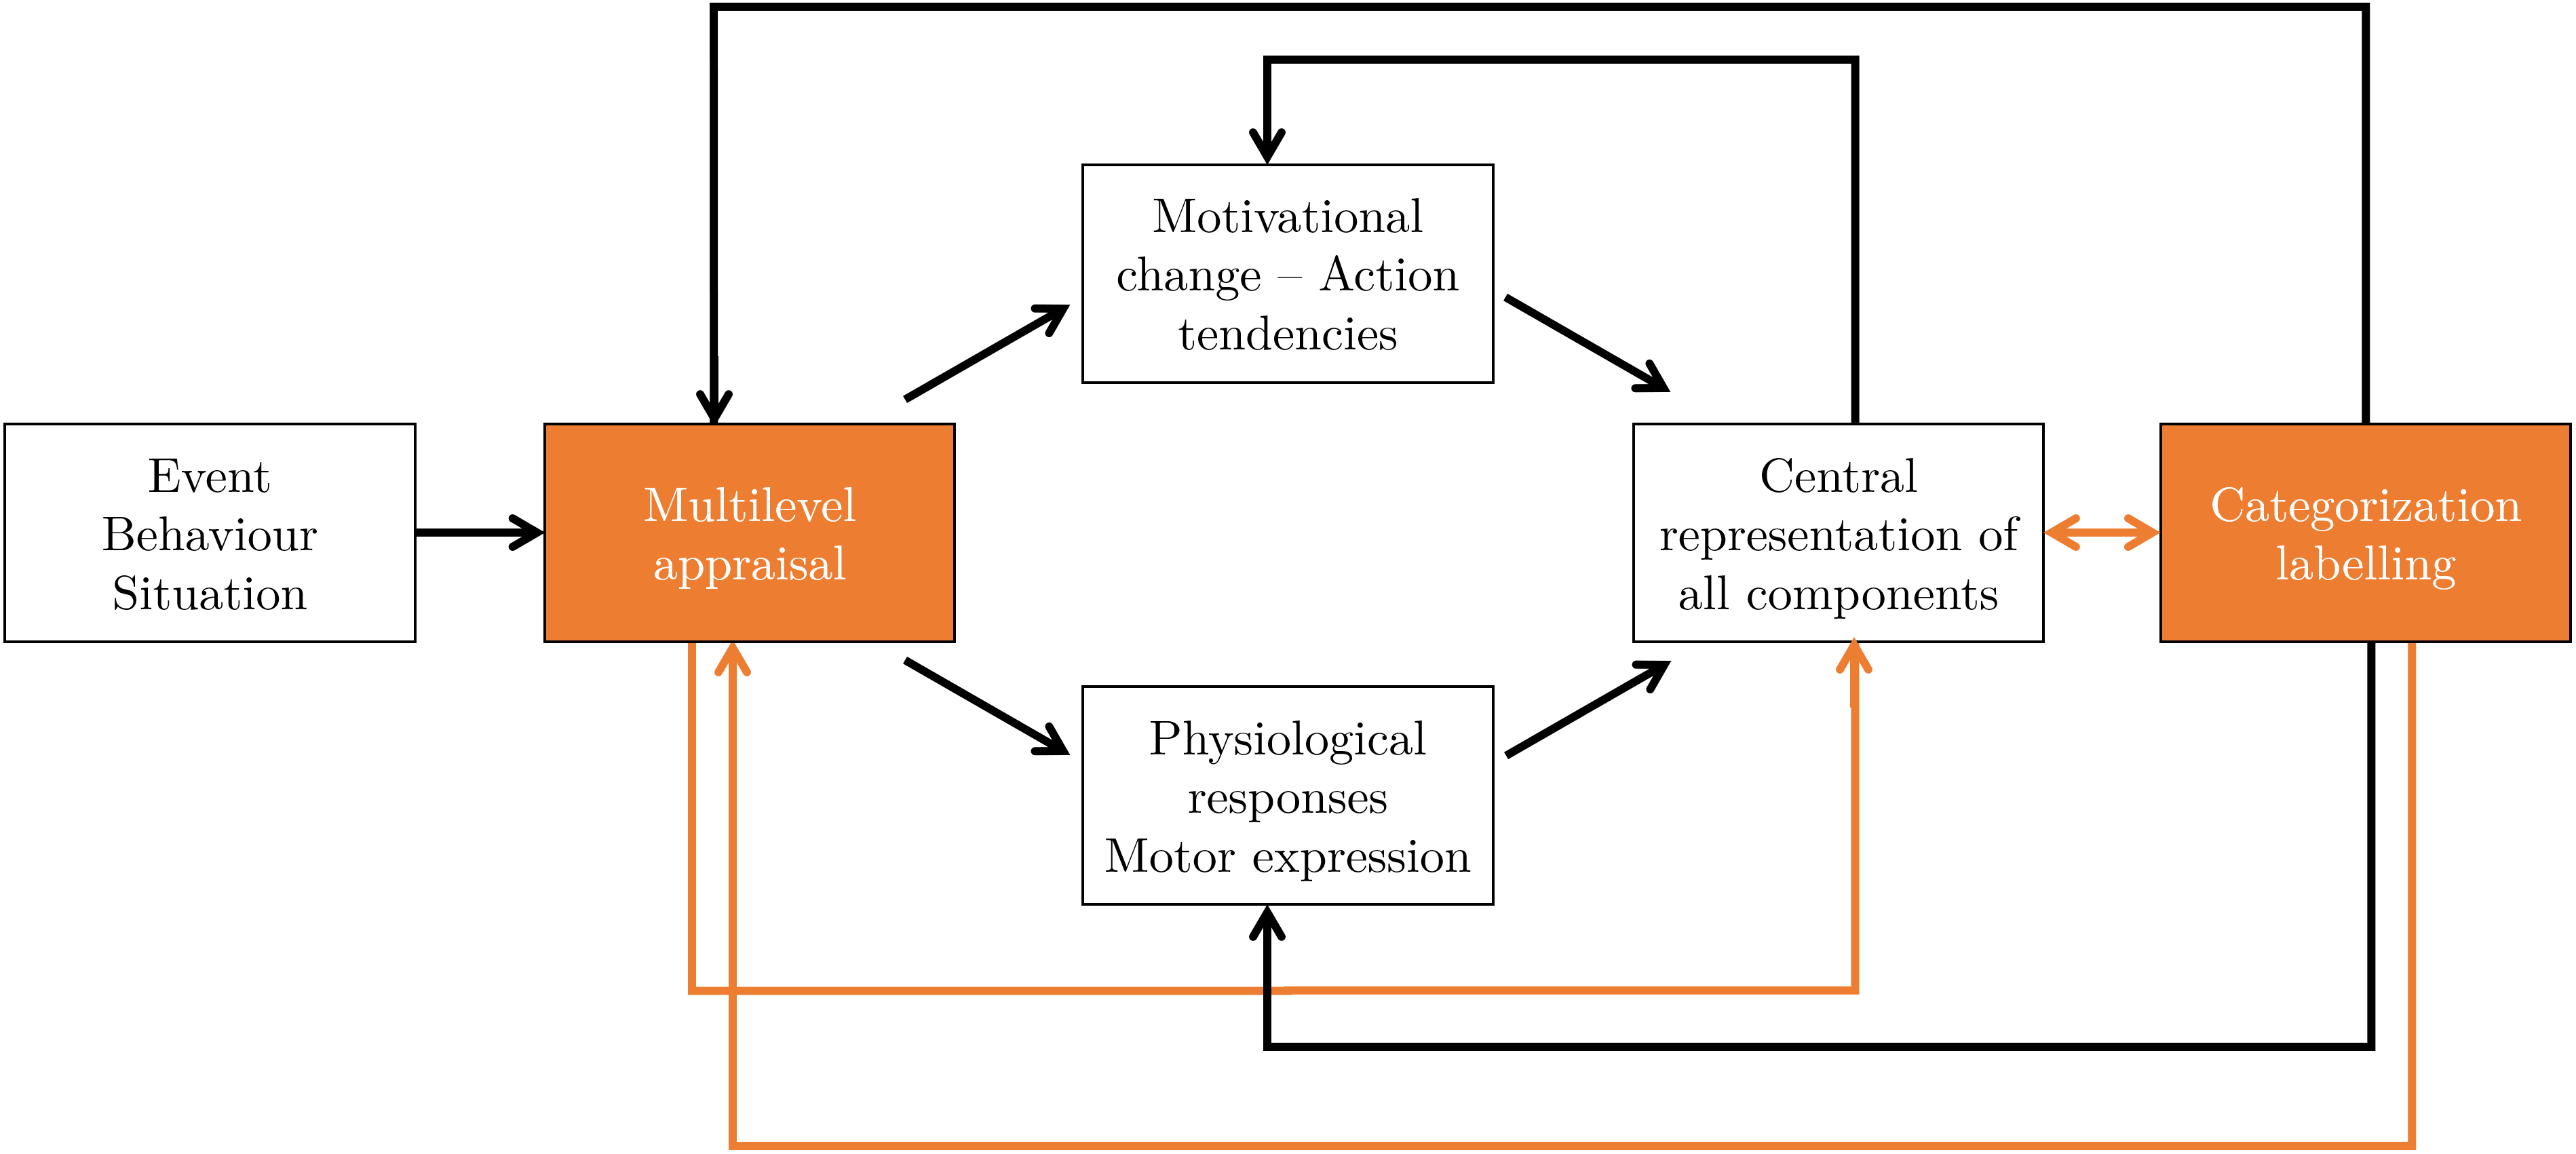 Event
Behaviour
Situation
Multilevel
appraisal
Motivational
change – Action
tendencies
Physiological
responses
Motor expression
Central
representation of
all components
Categorization
labelling